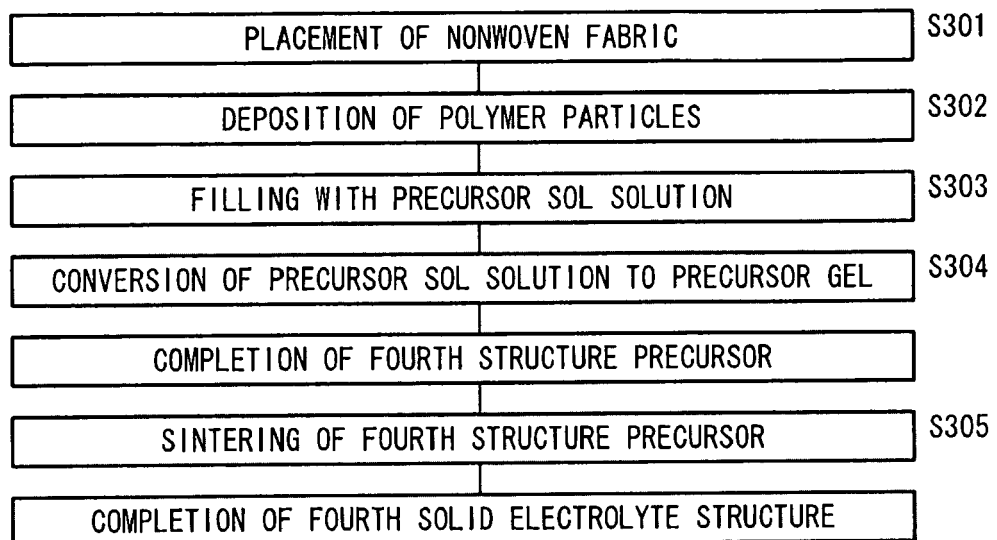 PLACEMENT OF NONWOVEN FABRIC S301
DEPOSITION OF POLYMER PARTICLES S302
FILLING WITH PRECURSOR SOL SOLUTION S303
CONVERSION OF PRECURSOR SOL SOLUTION TO PRECURSOR GEL S304
COMPLETION OF FOURTH STRUCTURE PRECURSOR
SINTERING OF FOURTH STRUCTURE PRECURSOR S305
COMPLETION OF FOURTH SOLID ELECTROLYTE STRUCTURE